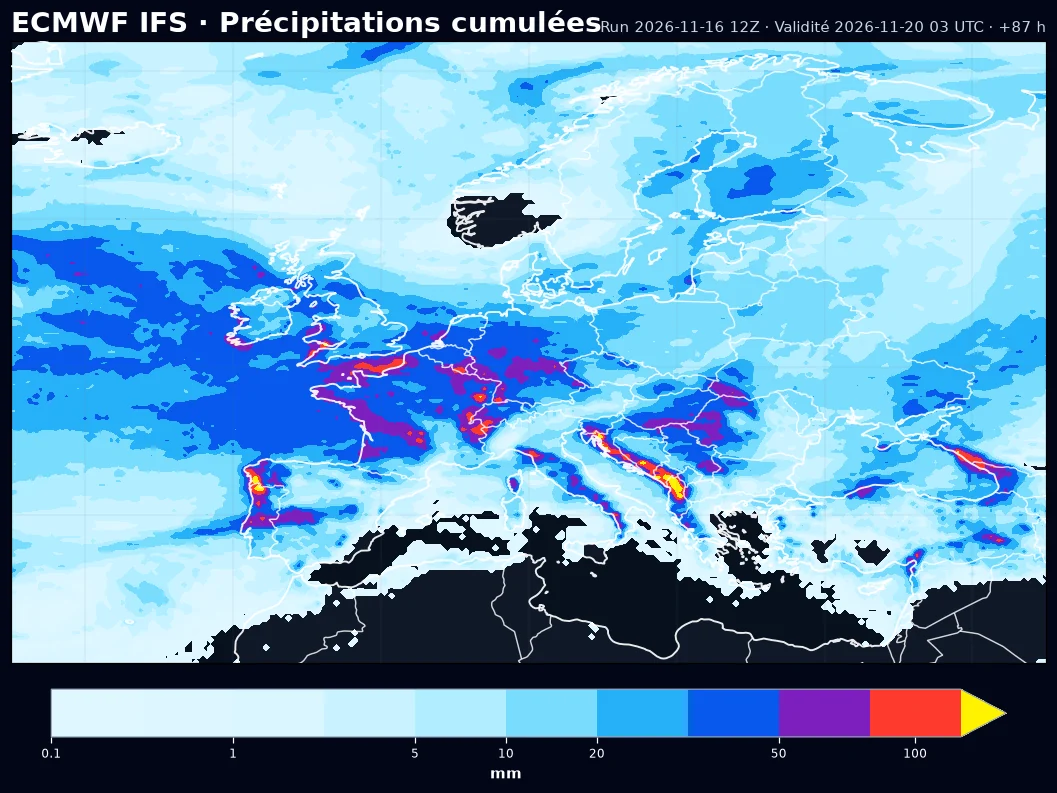 ECMWF IFS · Précipitations cumulées
Run 2026-11-16 12Z · Validité 2026-11-20 03 UTC · +87 h
0.1 1 5 10 20 50 100
mm